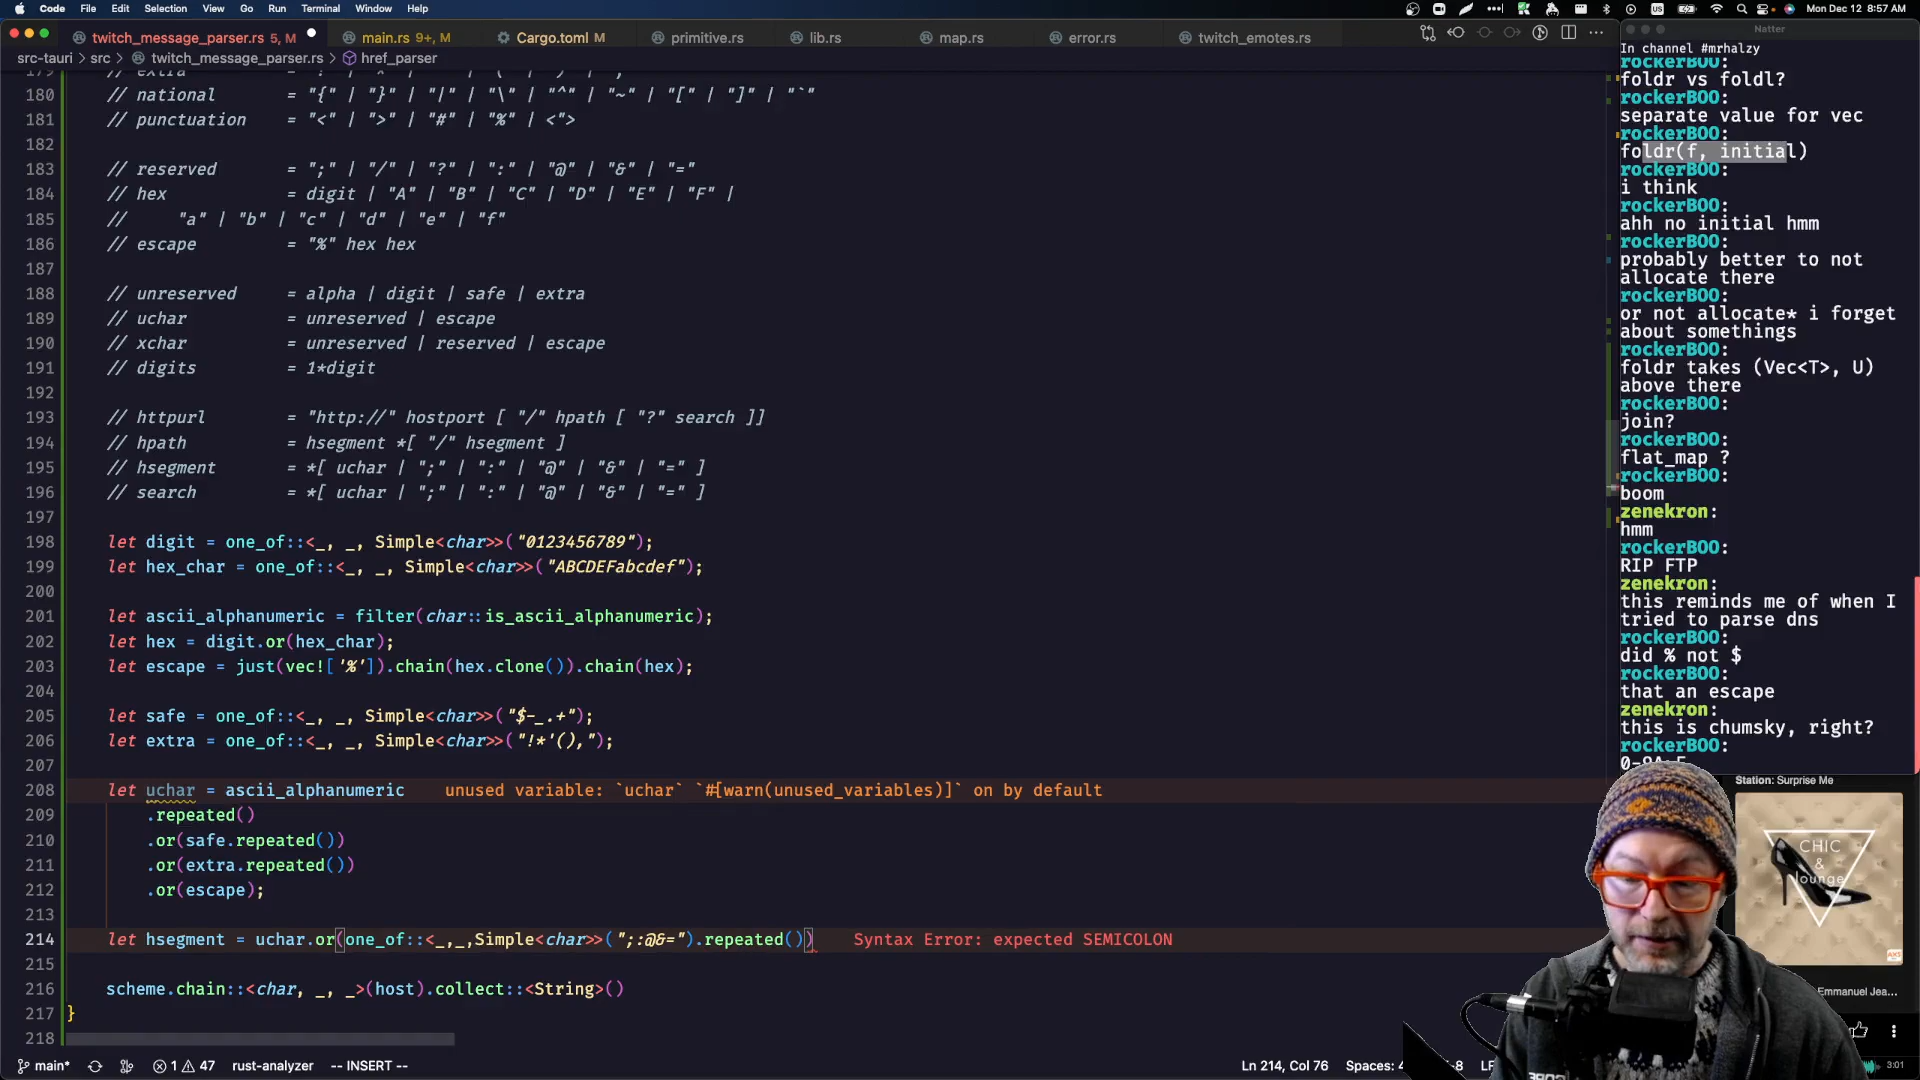 Code File Edit Selection View Go Run Terminal Window Help
Mon Dec 12 8:57 AM
twitch_message_parser.rs 5, M
main.rs 9+, M
Cargo.toml M
primitive.rs
lib.rs
map.rs
error.rs
twitch_emotes.rs
src-tauri > src > twitch_message_parser.rs > href_parser
180 // national = "{" | "}" | "|" | "\" | "^" | "~" | "[" | "]" | "`"
181 // punctuation = "<" | ">" | "#" | "%" | <">
182
183 // reserved = ";" | "/" | "?" | ":" | "@" | "&" | "="
184 // hex = digit | "A" | "B" | "C" | "D" | "E" | "F" |
185 // "a" | "b" | "c" | "d" | "e" | "f"
186 // escape = "%" hex hex
187
188 // unreserved = alpha | digit | safe | extra
189 // uchar = unreserved | escape
190 // xchar = unreserved | reserved | escape
191 // digits = 1*digit
192
193 // httpurl = "http://" hostport [ "/" hpath [ "?" search ]]
194 // hpath = hsegment *[ "/" hsegment ]
195 // hsegment = *[ uchar | ";" | ":" | "@" | "&" | "=" ]
196 // search = *[ uchar | ";" | ":" | "@" | "&" | "=" ]
197
198 let digit = one_of::<_, _, Simple<char>>("0123456789");
199 let hex_char = one_of::<_, _, Simple<char>>("ABCDEFabcdef");
200
201 let ascii_alphanumeric = filter(char::is_ascii_alphanumeric);
202 let hex = digit.or(hex_char);
203 let escape = just(vec!['%']).chain(hex.clone()).chain(hex);
204
205 let safe = one_of::<_, _, Simple<char>>("$-_.+");
206 let extra = one_of::<_, _, Simple<char>>("!*'(),");
207
208 let uchar = ascii_alphanumeric unused variable: `uchar` `#[warn(unused_variables)]` on by default
209 .repeated()
210 .or(safe.repeated())
211 .or(extra.repeated())
212 .or(escape);
213
214 let hsegment = uchar.or(one_of::<_,_,Simple<char>>(";:@&=").repeated()) Syntax Error: expected SEMICOLON
215
216 scheme.chain::<char, _, _>(host).collect::<String>()
217 }
218
main* 1 47 rust-analyzer -- INSERT -- Ln 214, Col 76
Natter
In channel #mrhalzy
rockerBOO:
foldr vs foldl?
rockerBOO:
separate value for vec
rockerBOO:
foldr(f, initial)
rockerBOO:
i think
rockerBOO:
ahh no initial hmm
rockerBOO:
probably better to not
allocate there
rockerBOO:
or not allocate* i forget
about somethings
rockerBOO:
foldr takes (Vec<T>, U)
above there
rockerBOO:
join?
rockerBOO:
flat_map ?
rockerBOO:
boom
zenekron:
hmm
rockerBOO:
RIP FTP
zenekron:
this reminds me of when I
tried to parse dns
rockerBOO:
did % not $
rockerBOO:
that an escape
zenekron:
this is chumsky, right?
rockerBOO:
Station: Surprise Me
CHIC
&
lounge
Emmanuel Jea...
3:01